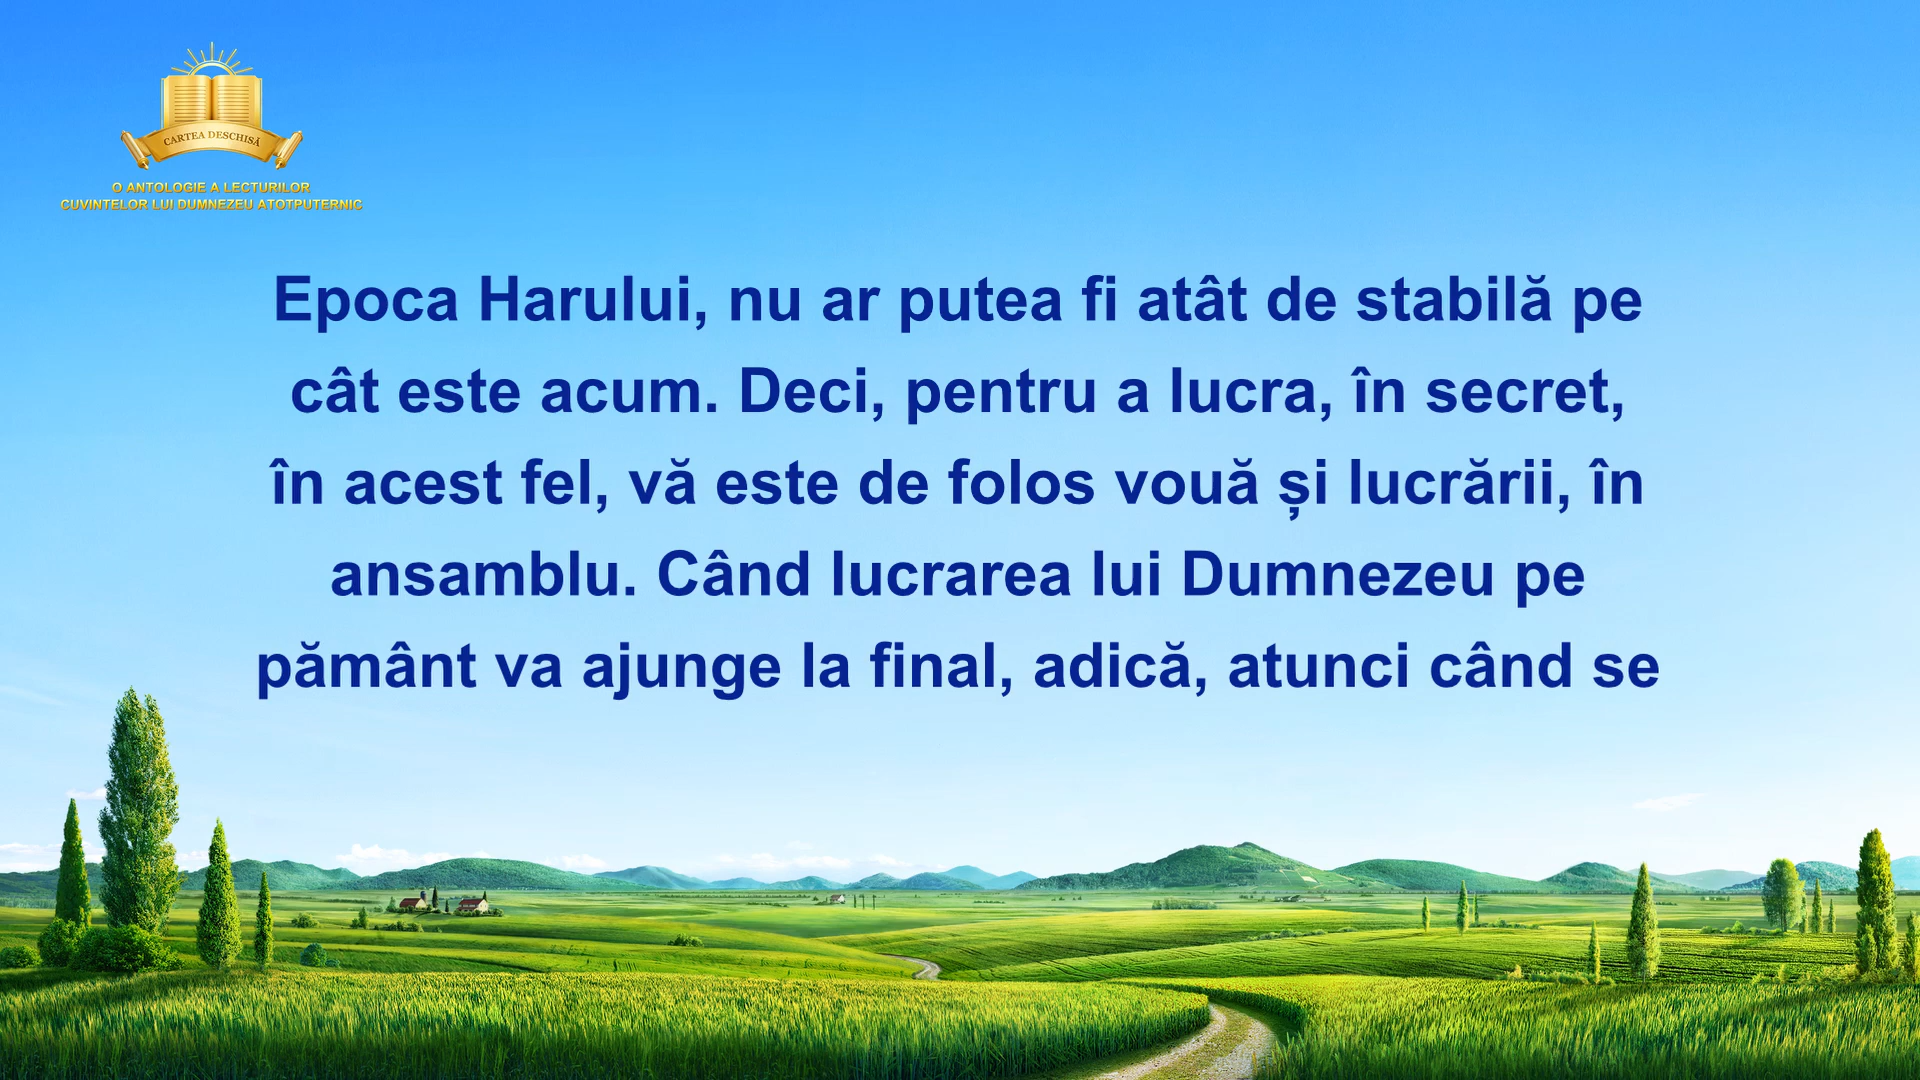 CARTEA DESCHISĂ
O ANTOLOGIE A LECTURILOR
CUVINTELOR LUI DUMNEZEU ATOTPUTERNIC
Epoca Harului, nu ar putea fi atât de stabilă pe
cât este acum. Deci, pentru a lucra, în secret,
în acest fel, vă este de folos vouă și lucrării, în
ansamblu. Când lucrarea lui Dumnezeu pe
pământ va ajunge la final, adică, atunci când se